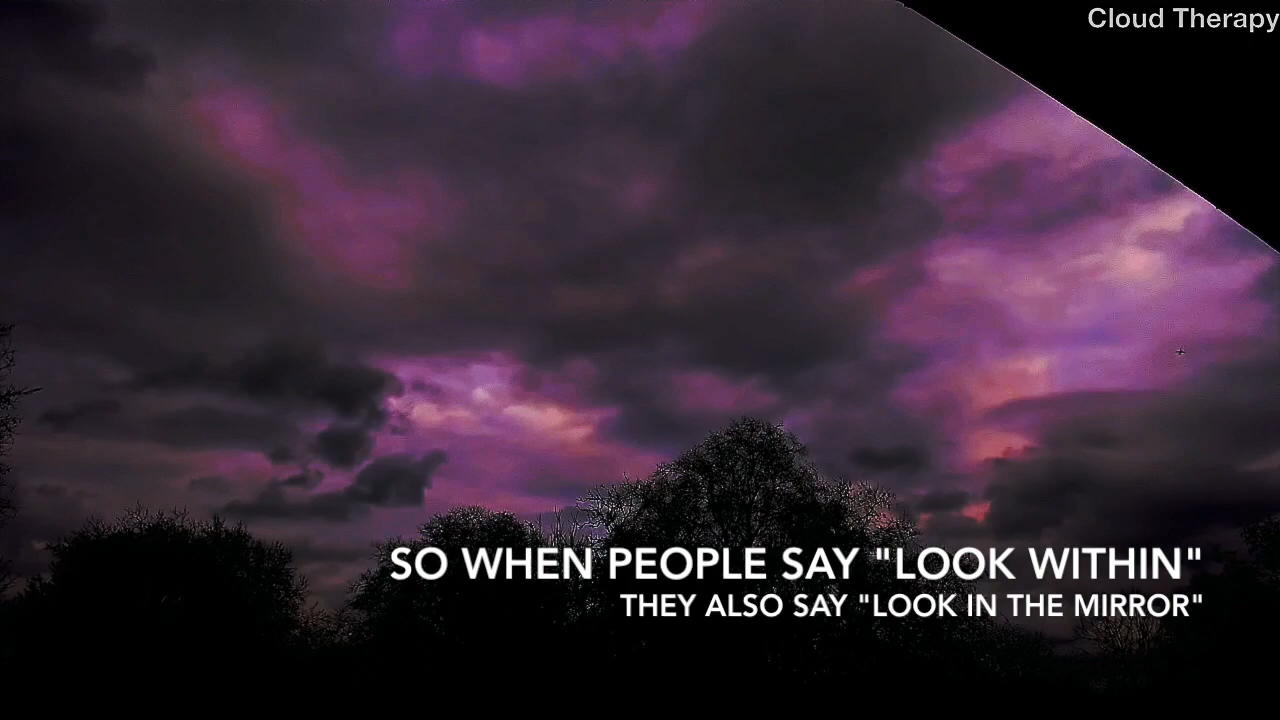 Cloud Therapy
SO WHEN PEOPLE SAY "LOOK WITHIN"
THEY ALSO SAY "LOOK IN THE MIRROR"